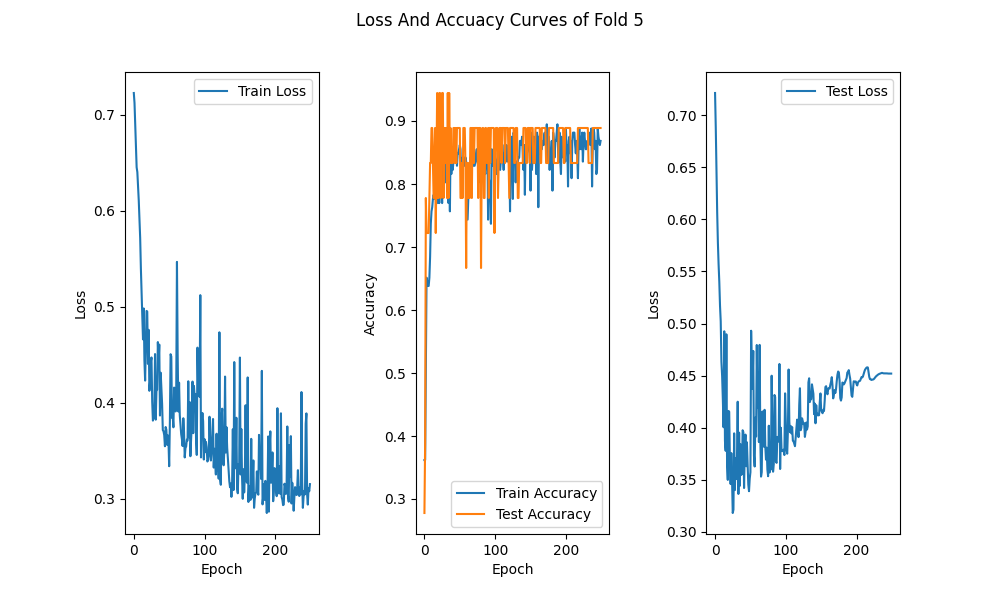 Loss And Accuacy Curves of Fold 5
Train Loss
0.7
0.6
0.5
0.4
0.3
Loss
0 100 200
Epoch
0.9
0.8
0.7
0.6
0.5
0.4
0.3
Accuracy
Train Accuracy
Test Accuracy
0 100 200
Epoch
Test Loss
0.70
0.65
0.60
0.55
0.50
0.45
0.40
0.35
0.30
Loss
0 100 200
Epoch